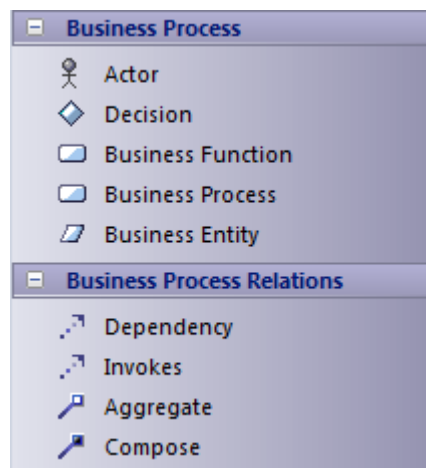 Business Process
Actor
Decision
Business Function
Business Process
Business Entity
Business Process Relations
Dependency
Invokes
Aggregate
Compose